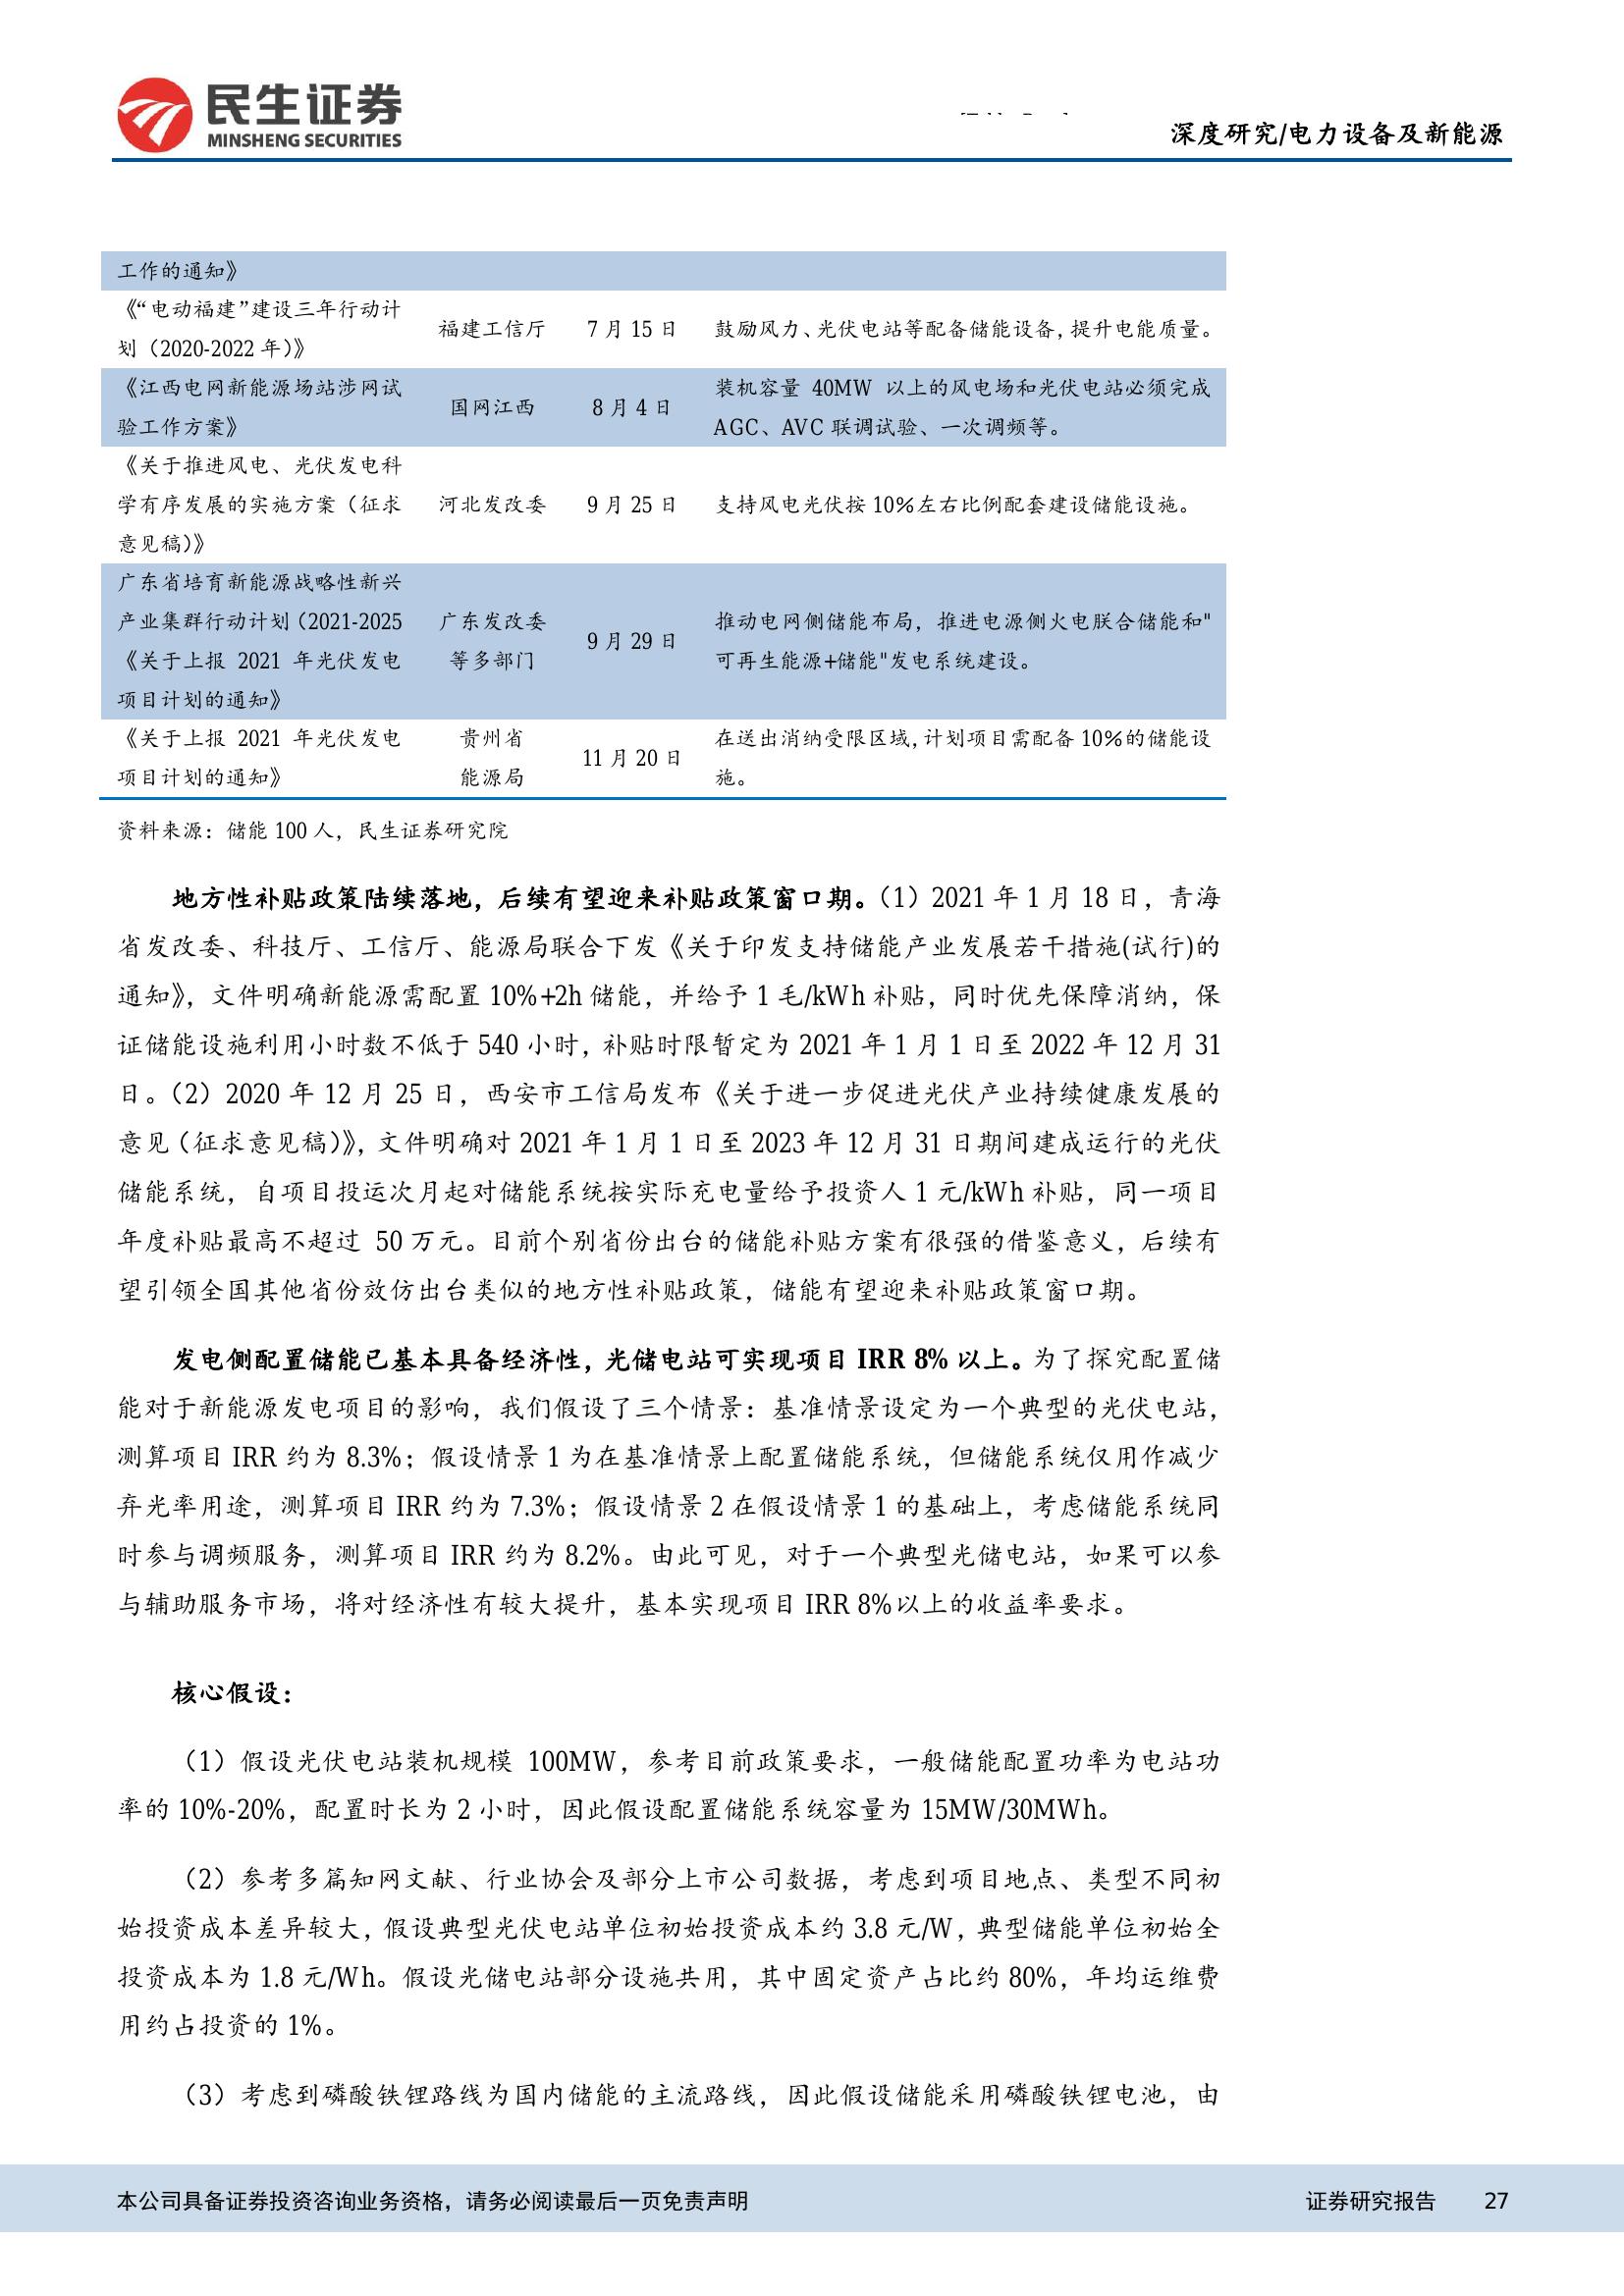 民生证券
MINSHENG SECURITIES
深度研究/电力设备及新能源
工作的通知》
《“电动福建”建设三年行动计
划（2020-2022 年）》
福建工信厅
7 月 15 日
鼓励风力、光伏电站等配备储能设备，提升电能质量。
《江西电网新能源场站涉网试
验工作方案》
国网江西
8 月 4 日
装机容量 40MW 以上的风电场和光伏电站必须完成
AGC、AVC 联调试验、一次调频等。
《关于推进风电、光伏发电科
学有序发展的实施方案（征求
意见稿）》
河北发改委
9 月 25 日
支持风电光伏按 10%左右比例配套建设储能设施。
广东省培育新能源战略性新兴
产业集群行动计划（2021-2025
《关于上报 2021 年光伏发电
项目计划的通知》
广东发改委
等多部门
9 月 29 日
推动电网侧储能布局，推进电源侧火电联合储能和"
可再生能源+储能"发电系统建设。
《关于上报 2021 年光伏发电
项目计划的通知》
贵州省
能源局
11 月 20 日
在送出消纳受限区域，计划项目需配备 10%的储能设
施。
资料来源：储能 100 人，民生证券研究院
地方性补贴政策陆续落地，后续有望迎来补贴政策窗口期。（1）2021 年 1 月 18 日，青海
省发改委、科技厅、工信厅、能源局联合下发《关于印发支持储能产业发展若干措施(试行)的
通知》，文件明确新能源需配置 10%+2h 储能，并给予 1 毛/kWh 补贴，同时优先保障消纳，保
证储能设施利用小时数不低于 540 小时，补贴时限暂定为 2021 年 1 月 1 日至 2022 年 12 月 31
日。（2）2020 年 12 月 25 日，西安市工信局发布《关于进一步促进光伏产业持续健康发展的
意见（征求意见稿）》，文件明确对 2021 年 1 月 1 日至 2023 年 12 月 31 日期间建成运行的光伏
储能系统，自项目投运次月起对储能系统按实际充电量给予投资人 1 元/kWh 补贴，同一项目
年度补贴最高不超过 50 万元。目前个别省份出台的储能补贴方案有很强的借鉴意义，后续有
望引领全国其他省份效仿出台类似的地方性补贴政策，储能有望迎来补贴政策窗口期。
发电侧配置储能已基本具备经济性，光储电站可实现项目 IRR 8% 以上。为了探究配置储
能对于新能源发电项目的影响，我们假设了三个情景：基准情景设定为一个典型的光伏电站，
测算项目 IRR 约为 8.3%；假设情景 1 为在基准情景上配置储能系统，但储能系统仅用作减少
弃光率用途，测算项目 IRR 约为 7.3%；假设情景 2 在假设情景 1 的基础上，考虑储能系统同
时参与调频服务，测算项目 IRR 约为 8.2%。由此可见，对于一个典型光储电站，如果可以参
与辅助服务市场，将对经济性有较大提升，基本实现项目 IRR 8%以上的收益率要求。
核心假设：
（1）假设光伏电站装机规模 100MW，参考目前政策要求，一般储能配置功率为电站功
率的 10%-20%，配置时长为 2 小时，因此假设配置储能系统容量为 15MW/30MWh。
（2）参考多篇知网文献、行业协会及部分上市公司数据，考虑到项目地点、类型不同初
始投资成本差异较大，假设典型光伏电站单位初始投资成本约 3.8 元/W，典型储能单位初始全
投资成本为 1.8 元/Wh。假设光储电站部分设施共用，其中固定资产占比约 80%，年均运维费
用约占投资的 1%。
（3）考虑到磷酸铁锂路线为国内储能的主流路线，因此假设储能采用磷酸铁锂电池，由
本公司具备证券投资咨询业务资格，请务必阅读最后一页免责声明
证券研究报告
27